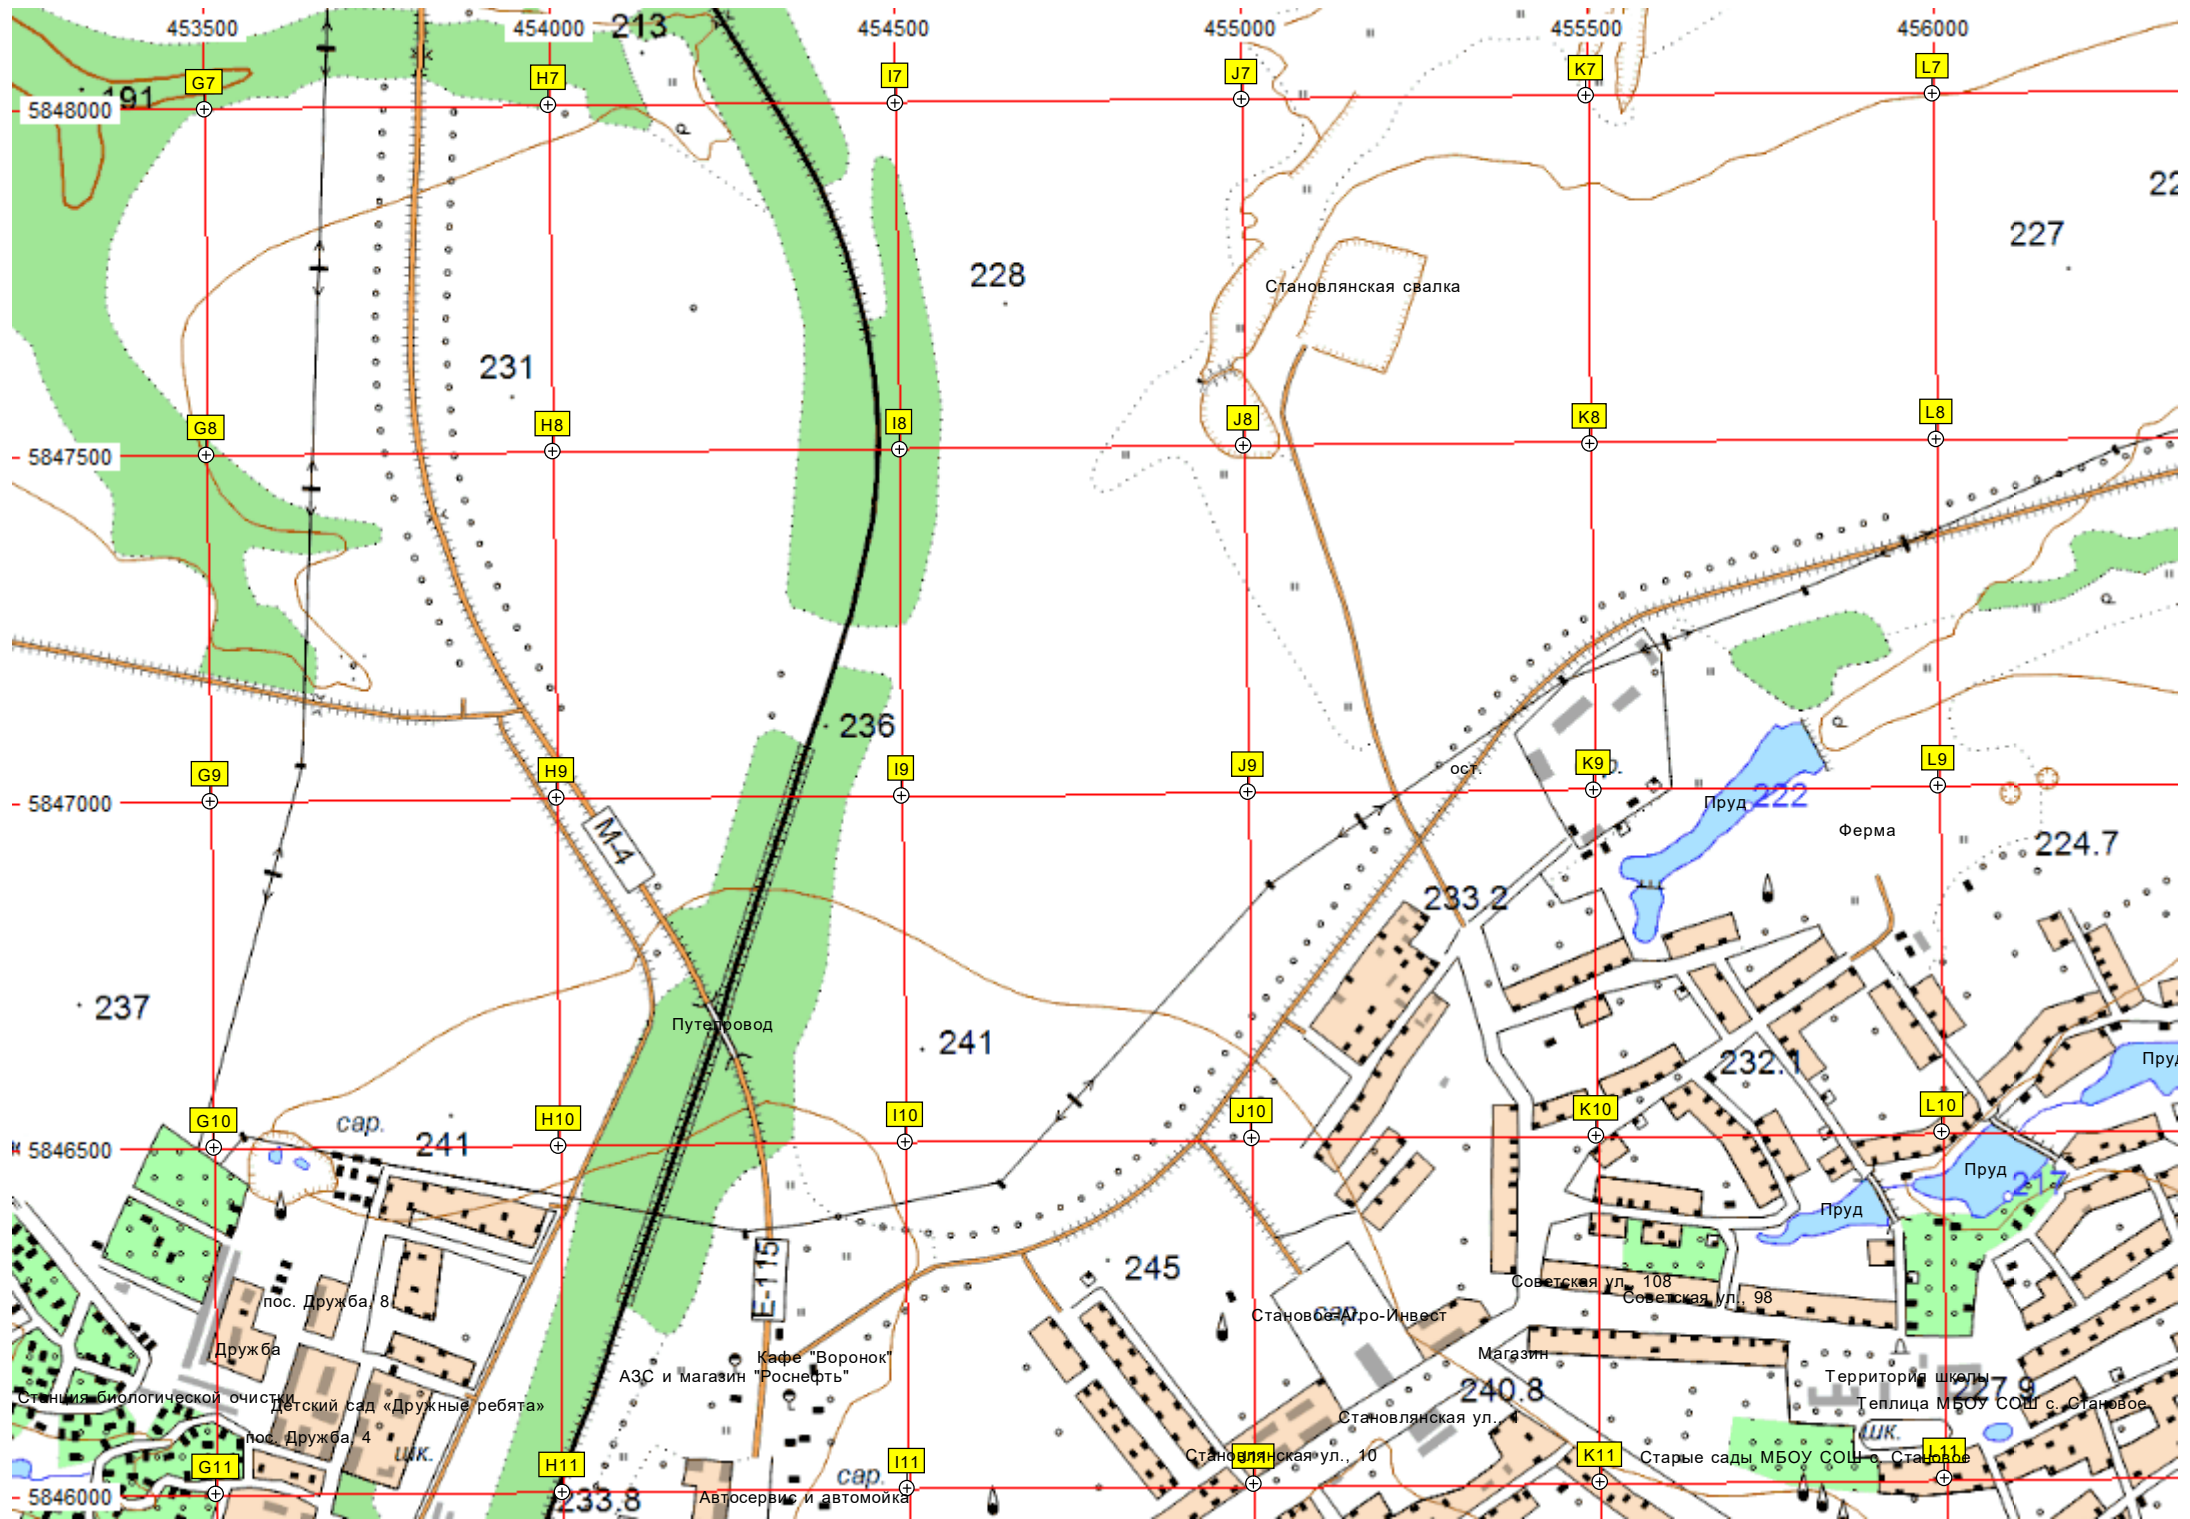 453500 454000 454500 455000 455500 456000
213
G7 H7 I7 J7 K7 L7
191
5848000
22
227
228
Становлянская свалка
231
G8 H8 I8 J8 K8 L8
5847500
236
G9 H9 I9 J9 K9 L9
ост.
р.
5847000
Пруд 222
М-4
Ферма
224.7
233.2
237
Путепровод
241
232.1
Пруд
G10 H10 I10 J10 K10 L10
сар.
241
5846500
Пруд
217
Пруд
E-115
245
Советская ул., 108
пос. Дружба, 8
Советская ул., 98
сар.
Становое-Агро-Инвест
Дружба
Кафе "Воронок"
Магазин
АЗС и магазин "Роснефть"
Территория школы
240.8
227.9
Станция биологической очистки
Детский сад «Дружные ребята»
Теплица МБОУ СОШ с. Становое
Становлянская ул., 1
пос. Дружба, 4
шк.
шк.
Становлянская ул., 10
Старые сады МБОУ СОШ с. Становое
G11 H11 I11 J11 K11 L11
сар.
5846000
233.8
Автосервис и автомойка